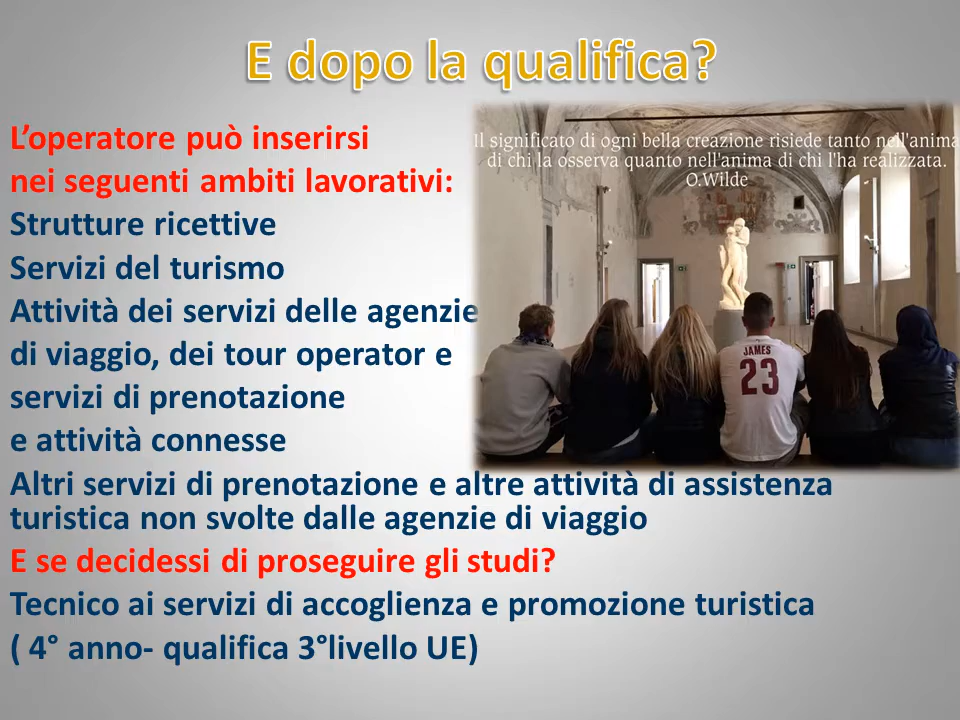 E dopo la qualifica?
L'operatore può inserirsi
nei seguenti ambiti lavorativi:
Strutture ricettive
Servizi del turismo
Attività dei servizi delle agenzie
di viaggio, dei tour operator e
servizi di prenotazione
e attività connesse
Altri servizi di prenotazione e altre attività di assistenza
turistica non svolte dalle agenzie di viaggio
E se decidessi di proseguire gli studi?
Tecnico ai servizi di accoglienza e promozione turistica
( 4° anno- qualifica 3°livello UE)
Il significato di ogni bella creazione risiede tanto nell'anima
di chi la osserva quanto nell'anima di chi l'ha realizzata.
O.Wilde
JAMES
23